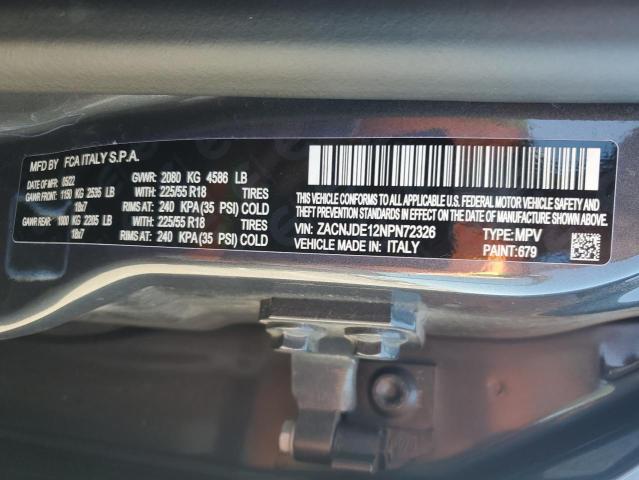 MFD BY FCA ITALY S.P.A.
DATE OF MFR 05/22 GVWR: 2080 KG 4586 LB
GAWR FRONT: 1150 KG 2535 LB WITH: 225/55 R18 TIRES
18x7 RIMS AT: 240 KPA(35 PSI) COLD
GAWR REAR: 1000 KG 2205 LB WITH: 225/55 R18 TIRES
18x7 RIMS AT: 240 KPA(35 PSI) COLD
THIS VEHICLE CONFORMS TO ALL APPLICABLE U.S. FEDERAL MOTOR VEHICLE
SAFETY, BUMPER AND THEFT PREVENTION STANDARDS IN EFFECT ON THE
DATE OF MANUFACTURE SHOWN ABOVE.
VIN: ZACNJDE12NPN72326 TYPE: MPV
VEHICLE MADE IN: ITALY PAINT:679